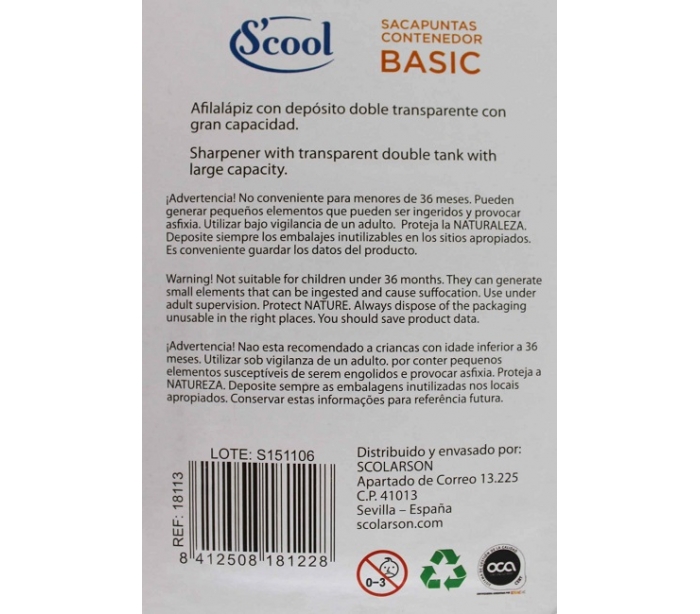 S'cool
SACAPUNTAS
CONTENEDOR
BASIC
Afilalápiz con depósito doble transparente con
gran capacidad.
Sharpener with transparent double tank with
large capacity.
¡Advertencia! No conveniente para menores de 36 meses. Pueden
generar pequeños elementos que pueden ser ingeridos y provocar
asfixia. Utilizar bajo vigilancia de un adulto. Proteja la NATURALEZA.
Deposite siempre los embalajes inutilizables en los sitios apropiados.
Es conveniente guardar los datos del producto.
Warning! Not suitable for children under 36 months. They can generate
small elements that can be ingested and cause suffocation. Use under
adult supervision. Protect NATURE. Always dispose of the packaging
unusable in the right places. You should save product data.
¡Advertencia! Nao esta recomendado a criancas con idade inferior a 36
meses. Utilizar sob vigilanza de un adulto. por conter pequenos
elementos susceptíveis de serem engolidos e provocar asfixia. Proteja a
NATUREZA. Deposite sempre as embalagens inutilizadas nos locais
apropiados. Conservar estas informações para referência futura.
LOTE: S151106
REF: 18113
8 412508 181228
Distribuido y envasado por:
SCOLARSON
Apartado de Correo 13.225
C.P. 41013
Sevilla – España
scolarson.com
0-3
oca